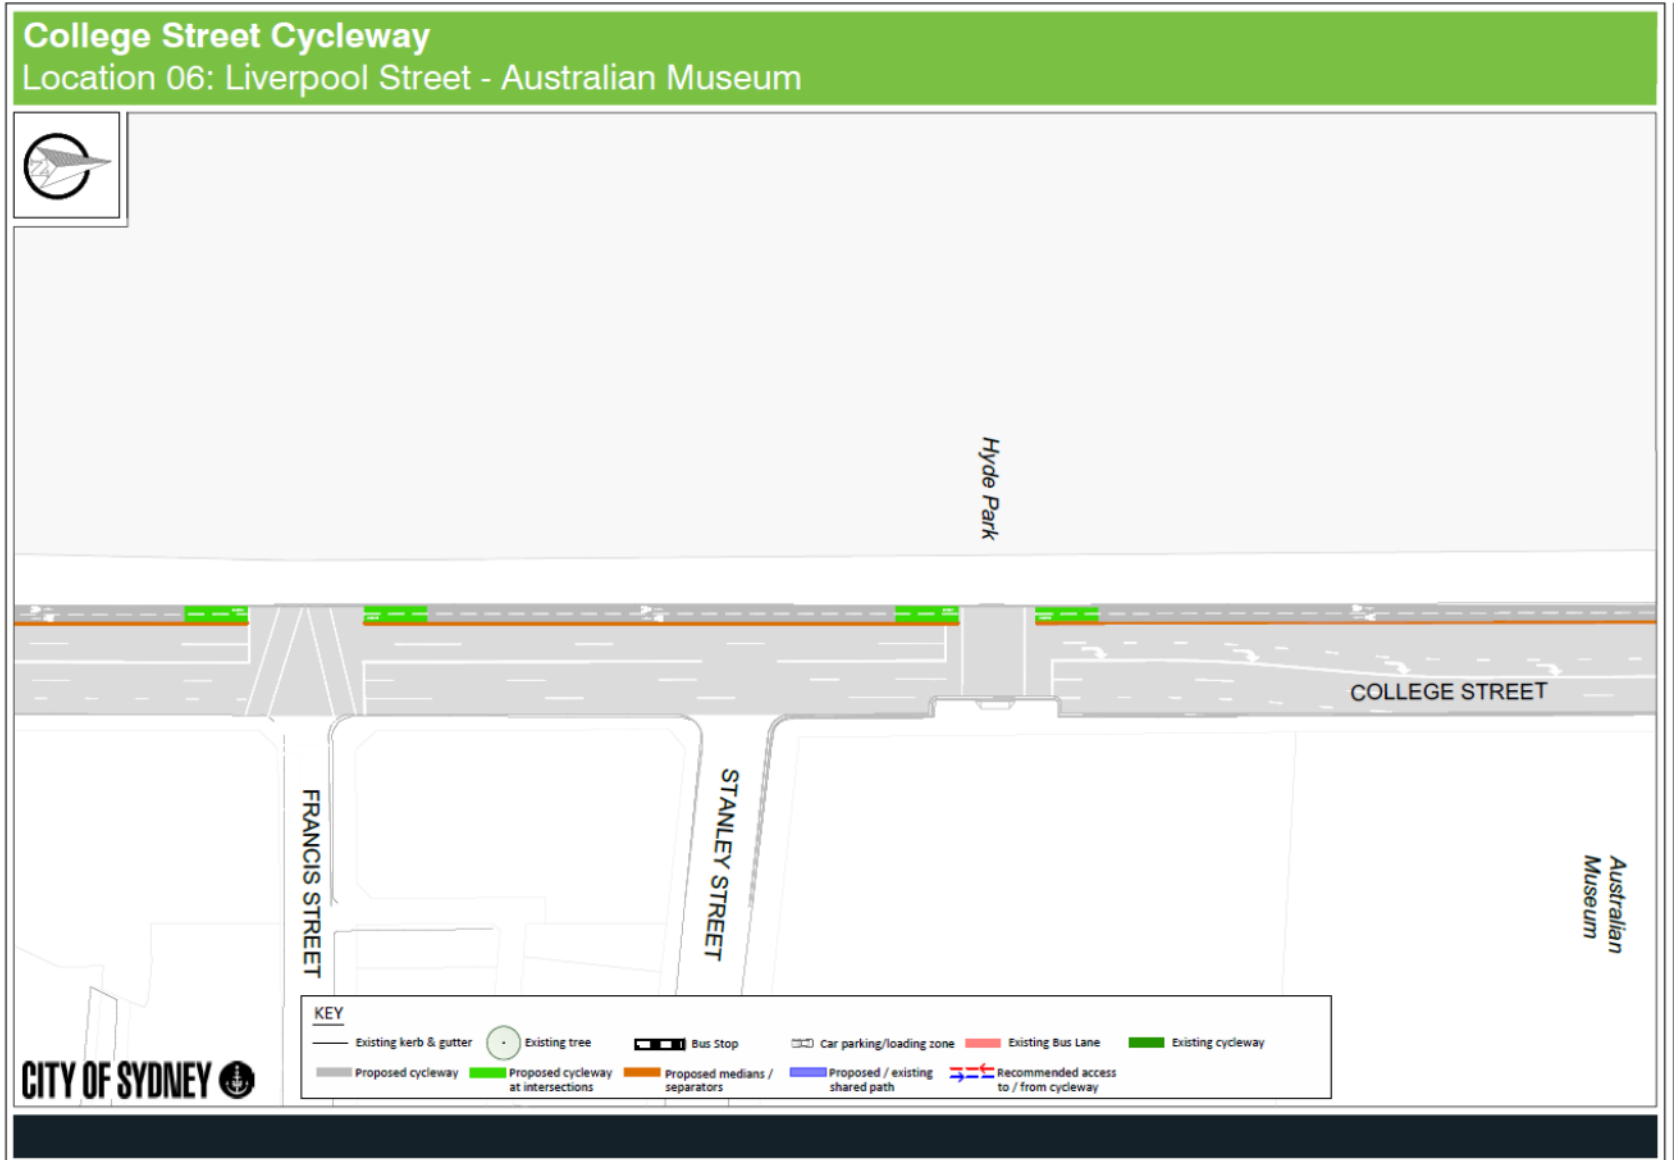 College Street Cycleway
Location 06: Liverpool Street - Australian Museum
Hyde Park
COLLEGE STREET
FRANCIS STREET
STANLEY STREET
Australian
Museum
KEY
Existing kerb & gutter
Existing tree
Bus Stop
Car parking/loading zone
Existing Bus Lane
Existing cycleway
Proposed cycleway
Proposed cycleway
at intersections
Proposed medians /
separators
Proposed / existing
shared path
Recommended access
to / from cycleway
CITY OF SYDNEY